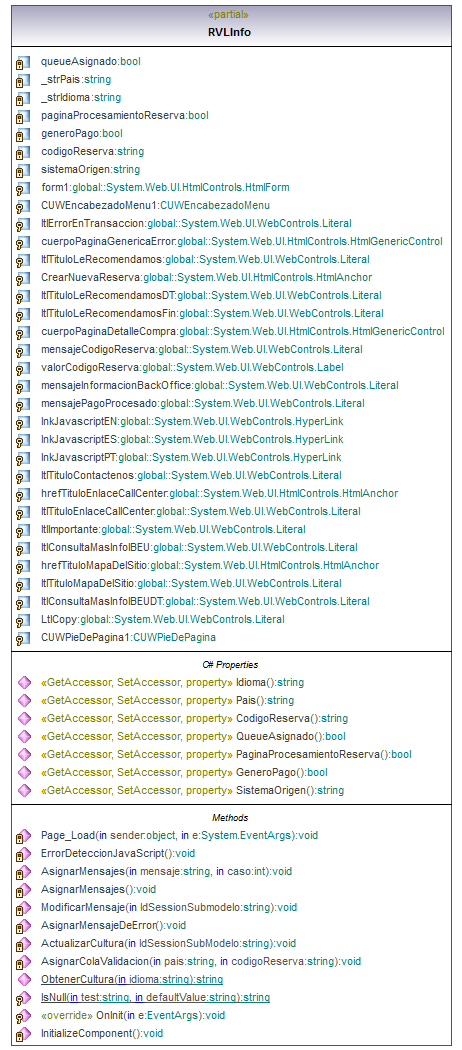 «partial»
RVLInfo
queueAsignado:bool
_strPais:string
_strIdioma:string
paginaProcesamientoReserva:bool
generoPago:bool
codigoReserva:string
sistemaOrigen:string
form1:global::System.Web.UI.HtmlControls.HtmlForm
CUWEncabezadoMenu1:CUWEncabezadoMenu
ltlErrorEnTransaccion:global::System.Web.UI.WebControls.Literal
cuerpoPaginaGenericaError:global::System.Web.UI.HtmlControls.HtmlGenericControl
ltlTituloLeRecomendamos:global::System.Web.UI.WebControls.Literal
CrearNuevaReserva:global::System.Web.UI.HtmlControls.HtmlAnchor
ltlTituloLeRecomendamosDT:global::System.Web.UI.WebControls.Literal
ltlTituloLeRecomendamosFin:global::System.Web.UI.WebControls.Literal
cuerpoPaginaDetalleCompra:global::System.Web.UI.HtmlControls.HtmlGenericControl
mensajeCodigoReserva:global::System.Web.UI.WebControls.Literal
valorCodigoReserva:global::System.Web.UI.WebControls.Label
mensajeInformacionBackOffice:global::System.Web.UI.WebControls.Literal
mensajePagoProcesado:global::System.Web.UI.WebControls.Literal
lnkJavascriptEN:global::System.Web.UI.WebControls.HyperLink
lnkJavascriptES:global::System.Web.UI.WebControls.HyperLink
lnkJavascriptPT:global::System.Web.UI.WebControls.HyperLink
ltlTituloContactenos:global::System.Web.UI.WebControls.Literal
hrefTituloEnlaceCallCenter:global::System.Web.UI.HtmlControls.HtmlAnchor
ltlTituloEnlaceCallCenter:global::System.Web.UI.WebControls.Literal
ltlImportante:global::System.Web.UI.WebControls.Literal
ltlConsultaMasInfoIBEU:global::System.Web.UI.WebControls.Literal
hrefTituloMapaDelSitio:global::System.Web.UI.HtmlControls.HtmlAnchor
ltlTituloMapaDelSitio:global::System.Web.UI.WebControls.Literal
ltlConsultaMasInfoIBEUDT:global::System.Web.UI.WebControls.Literal
LtlCopy:global::System.Web.UI.WebControls.Literal
CUWPieDePagina1:CUWPieDePagina
C# Properties
«GetAccessor, SetAccessor, property» Idioma():string
«GetAccessor, SetAccessor, property» Pais():string
«GetAccessor, SetAccessor, property» CodigoReserva():string
«GetAccessor, SetAccessor, property» QueueAsignado():bool
«GetAccessor, SetAccessor, property» PaginaProcesamientoReserva():bool
«GetAccessor, SetAccessor, property» GeneroPago():bool
«GetAccessor, SetAccessor, property» SistemaOrigen():string
Methods
Page_Load(in sender:object, in e:System.EventArgs):void
ErrorDeteccionJavaScript():void
AsignarMensajes(in mensaje:string, in caso:int):void
AsignarMensajes():void
ModificarMensaje(in IdSessionSubmodelo:string):void
AsignarMensajeDeError():void
ActualizarCultura(in IdSessionSubModelo:string):void
AsignarColaValidacion(in pais:string, in codigoReserva:string):void
ObtenerCultura(in idioma:string):string
IsNull(in test:string, in defaultValue:string):string
«override» OnInit(in e:EventArgs):void
InitializeComponent():void